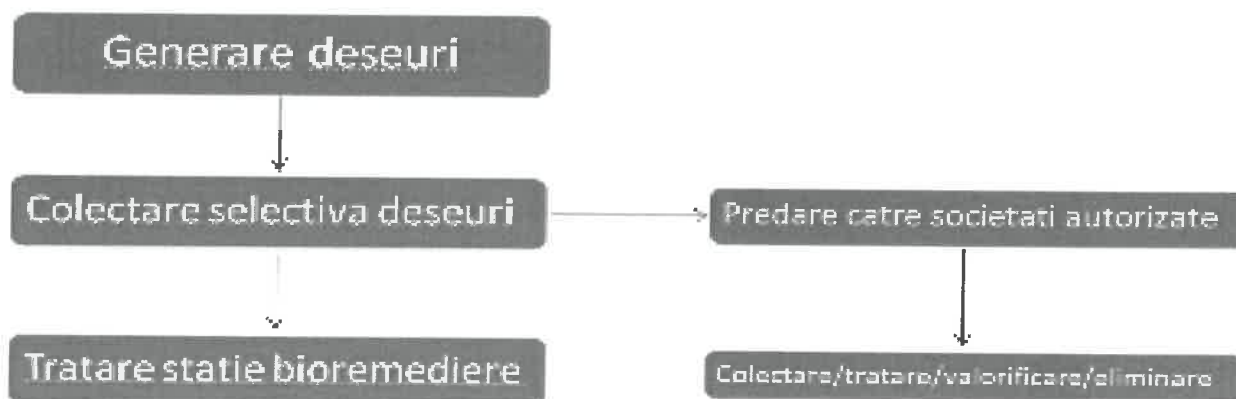 Generare deseuri
Colectare selectiva deseuri
Predare catre societati autorizate
Tratare statie bioremediere
Colectare/tratare/valorificare/eliminare